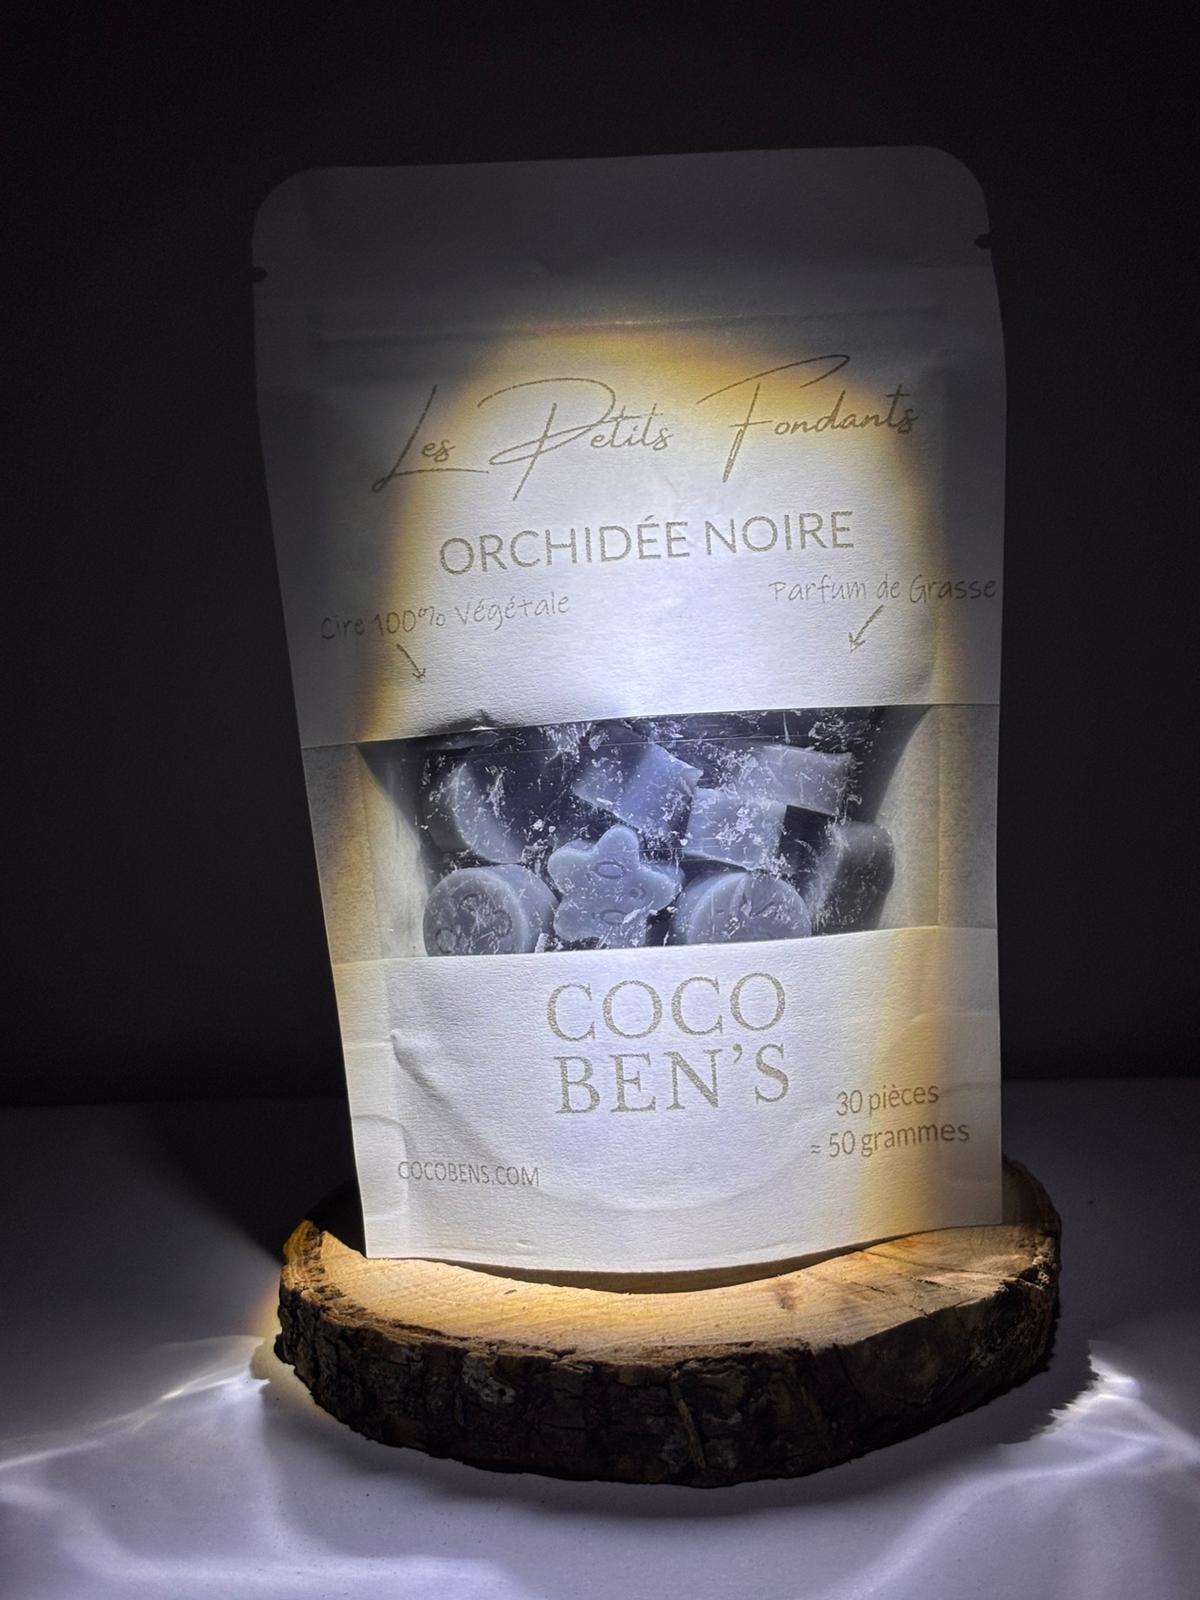 Les Petits Fondants
ORCHIDÉE NOIRE
Cire 100% Végétale
Parfum de Grasse
COCO
BEN'S
30 pièces
= 50 grammes
COCOBENS.COM